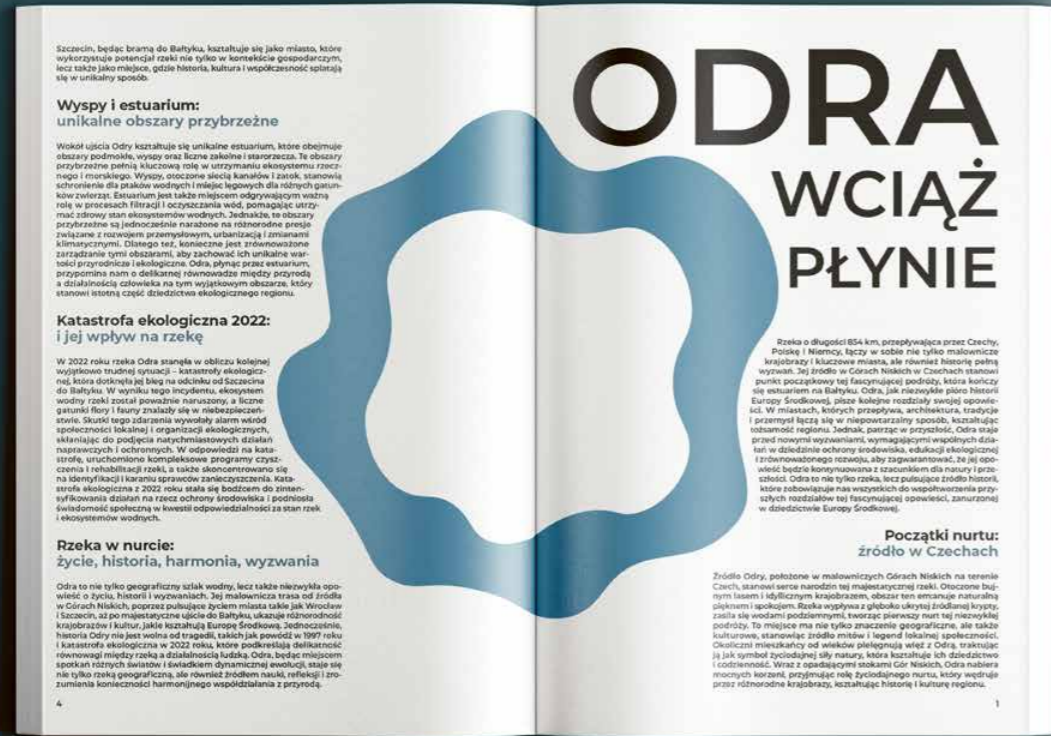 Szczecin, będąc bramą do Bałtyku, kształtuje się jako miasto, które
wykorzystuje potencjał rzeki nie tylko w kontekście gospodarczym,
lecz także jako miejsce, gdzie historia, kultura i współczesność splatają
się w unikalny sposób.
Wyspy i estuarium:
unikalne obszary przybrzeżne
Wokół ujścia Odry kształtuje się unikalne estuarium, które obejmuje
obszary podmokłe, wyspy oraz liczne zakolne i starorzecza. Te obszary
przybrzeżne pełnią kluczową rolę w utrzymaniu ekosystemu rzecz-
nego i morskiego. Wyspy, otoczone siecią kanałów i zatok, stanowią
schronienie dla ptaków wodnych i miejsc lęgowych dla różnych gatun-
ków zwierząt. Estuarium jest także miejscem odgrywającym ważną
rolę w procesach filtracji i oczyszczania wód, pomagając utrzy-
mać zdrowy stan ekosystemów wodnych. Jednakże, te obszary
przybrzeżne są jednocześnie narażone na różnorodne presje
związane z rozwojem przemysłowym, urbanizacją i zmianami
klimatycznymi. Dlatego też, konieczne jest zrównoważone
zarządzanie tymi obszarami, aby zachować ich unikalne war-
tości przyrodnicze i ekologiczne. Odra, płynąc przez estuarium,
przypomina nam o delikatnej równowadze między przyrodą
a działalnością człowieka na tym wyjątkowym obszarze, który
stanowi istotną część dziedzictwa ekologicznego regionu.
Katastrofa ekologiczna 2022:
i jej wpływ na rzekę
W 2022 roku rzeka Odra stanęła w obliczu kolejnej
wyjątkowo trudnej sytuacji – katastrofy ekologicz-
nej, która dotknęła jej bieg na odcinku od Szczecina
do Bałtyku. W wyniku tego incydentu, ekosystem
wodny rzeki został poważnie naruszony, a liczne
gatunki flory i fauny znalazły się w niebezpieczeń-
stwie. Skutki tego zdarzenia wywołały alarm wśród
społeczności lokalnej i organizacji ekologicznych,
skłaniając do podjęcia natychmiastowych działań
naprawczych i ochronnych. W odpowiedzi na kata-
strofę, uruchomiono kompleksowe programy czysz-
czenia i rehabilitacji rzeki, a także skoncentrowano się
na identyfikacji i karaniu sprawców zanieczyszczenia. Kata-
strofa ekologiczna z 2022 roku stała się bodźcem do zinten-
syfikowania działań na rzecz ochrony środowiska i podniosła
świadomość społeczną w kwestii odpowiedzialności za stan rzek
i ekosystemów wodnych.
Rzeka w nurcie:
życie, historia, harmonia, wyzwania
Odra to nie tylko geograficzny szlak wodny, lecz także niezwykła opo-
wieść o życiu, historii i wyzwaniach. Jej malownicza trasa od źródła
w Górach Niskich, poprzez pulsujące życiem miasta takie jak Wrocław
i Szczecin, aż po majestatyczne ujście do Bałtyku, ukazuje różnorodność
krajobrazów i kultur, jakie kształtują Europę Środkową. Jednocześnie,
historia Odry nie jest wolna od tragedii, takich jak powódź w 1997 roku
i katastrofa ekologiczna w 2022 roku, które podkreślają delikatność
równowagi między rzeką a działalnością ludzką. Odra, będąc miejscem
spotkań różnych światów i świadkiem dynamicznej ewolucji, staje się
nie tylko rzeką geograficzną, ale również źródłem nauki, refleksji i zro-
zumienia konieczności harmonijnego współdziałania z przyrodą.
4
ODRA
WCIĄŻ
PŁYNIE
Rzeka o długości 854 km, przepływająca przez Czechy,
Polskę i Niemcy, łączy w sobie nie tylko malownicze
krajobrazy i kluczowe miasta, ale również historię pełną
wyzwań. Jej źródło w Górach Niskich w Czechach stanowi
punkt początkowy tej fascynującej podróży, która kończy
się estuarium na Bałtyku. Odra, jak niezwykłe pióro historii
Europy Środkowej, pisze kolejne rozdziały swojej opowie-
ści. W miastach, których przepływa, architektura, tradycje
i przemysł łączą się w niepowtarzalny sposób, kształtując
tożsamość regionu. Jednak, patrząc w przyszłość, Odra staje
przed nowymi wyzwaniami, wymagającymi wspólnych dzia-
łań w dziedzinie ochrony środowiska, edukacji ekologicznej
i zrównoważonego rozwoju, aby zagwarantować, że jej opo-
wieść będzie kontynuowana z szacunkiem dla natury i prze-
szłości. Odra to nie tylko rzeka, lecz pulsujące źródło historii,
które zobowiązuje nas wszystkich do współtworzenia przy-
szłych rozdziałów tej fascynującej opowieści, zanurzonej
w dziedzictwie Europy Środkowej.
Początki nurtu:
źródło w Czechach
Źródło Odry, położone w malowniczych Górach Niskich na terenie
Czech, stanowi serce narodzin tej majestatycznej rzeki. Otoczone buj-
nym lasem i idyllicznym krajobrazem, obszar ten emanuje naturalną
pięknem i spokojem. Rzeka wypływa z głęboko ukrytej źródlanej krypty,
zasila się wodami podziemnymi, tworząc pierwszy nurt tej niezwykłej
podróży. To miejsce ma nie tylko znaczenie geograficzne, ale także
kulturowe, stanowiąc źródło mitów i legend lokalnej społeczności.
Okoliczni mieszkańcy od wieków pielęgnują więź z Odrą, traktując
ją jak symbol życiodajnej siły natury, która kształtuje ich dziedzictwo
i codzienność. Wraz z opadającymi stokami Gór Niskich, Odra nabiera
mocnych korzeni, przyjmując rolę życiodajnego nurtu, który wędruje
przez różnorodne krajobrazy, kształtując historię i kulturę regionu.
1